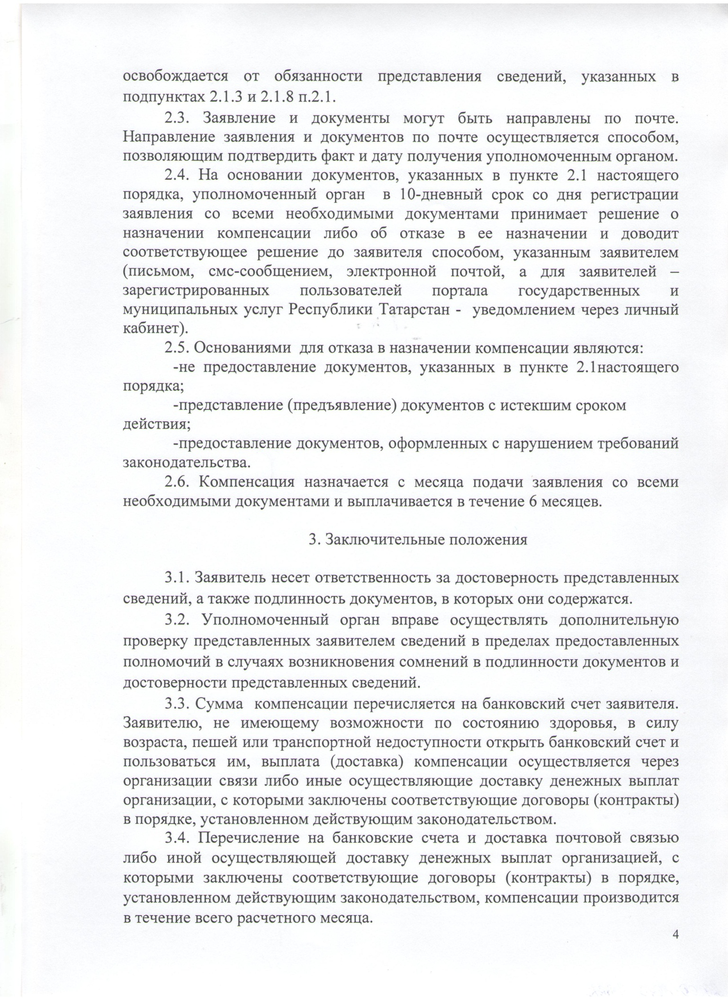 освобождается от обязанности представления сведений, указанных в
подпунктах 2.1.3 и 2.1.8 п.2.1.
2.3. Заявление и документы могут быть направлены по почте.
Направление заявления и документов по почте осуществляется способом,
позволяющим подтвердить факт и дату получения уполномоченным органом.
2.4. На основании документов, указанных в пункте 2.1 настоящего
порядка, уполномоченный орган в 10-дневный срок со дня регистрации
заявления со всеми необходимыми документами принимает решение о
назначении компенсации либо об отказе в ее назначении и доводит
соответствующее решение до заявителя способом, указанным заявителем
(письмом, смс-сообщением, электронной почтой, а для заявителей –
зарегистрированных пользователей портала государственных и
муниципальных услуг Республики Татарстан - уведомлением через личный
кабинет).
2.5. Основаниями для отказа в назначении компенсации являются:
-не предоставление документов, указанных в пункте 2.1настоящего
порядка;
-представление (предъявление) документов с истекшим сроком
действия;
-предоставление документов, оформленных с нарушением требований
законодательства.
2.6. Компенсация назначается с месяца подачи заявления со всеми
необходимыми документами и выплачивается в течение 6 месяцев.
3. Заключительные положения
3.1. Заявитель несет ответственность за достоверность представленных
сведений, а также подлинность документов, в которых они содержатся.
3.2. Уполномоченный орган вправе осуществлять дополнительную
проверку представленных заявителем сведений в пределах предоставленных
полномочий в случаях возникновения сомнений в подлинности документов и
достоверности представленных сведений.
3.3. Сумма компенсации перечисляется на банковский счет заявителя.
Заявителю, не имеющему возможности по состоянию здоровья, в силу
возраста, пешей или транспортной недоступности открыть банковский счет и
пользоваться им, выплата (доставка) компенсации осуществляется через
организации связи либо иные осуществляющие доставку денежных выплат
организации, с которыми заключены соответствующие договоры (контракты)
в порядке, установленном действующим законодательством.
3.4. Перечисление на банковские счета и доставка почтовой связью
либо иной осуществляющей доставку денежных выплат организацией, с
которыми заключены соответствующие договоры (контракты) в порядке,
установленном действующим законодательством, компенсации производится
в течение всего расчетного месяца.
4